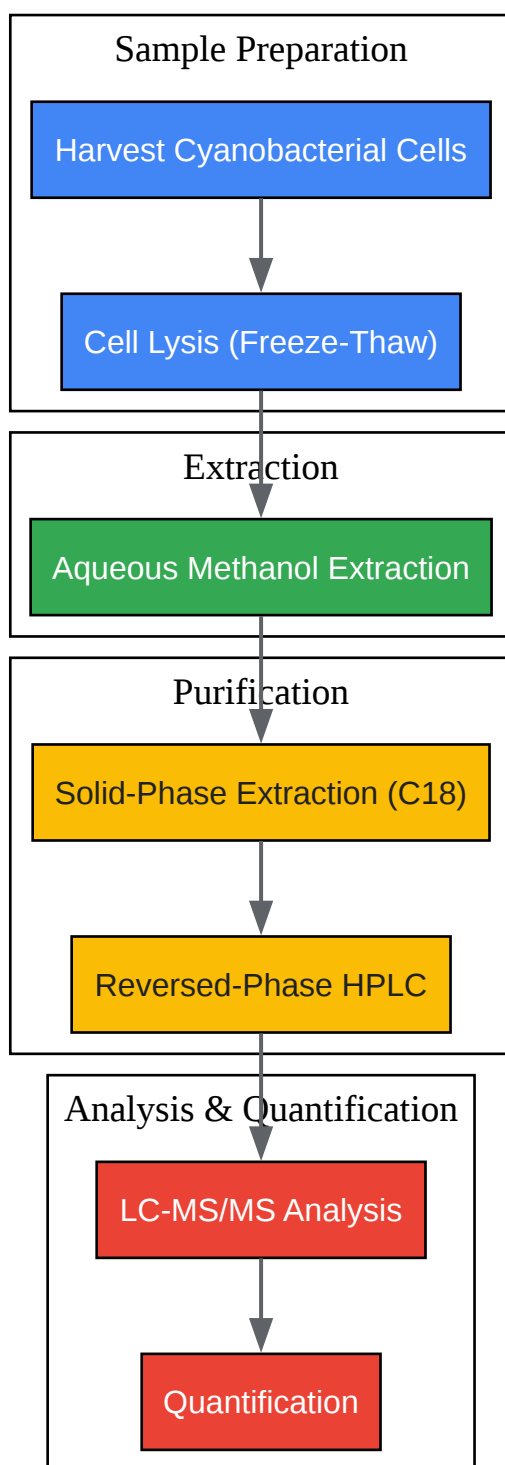 Sample Preparation
Harvest Cyanobacterial Cells
Cell Lysis (Freeze-Thaw)
Extraction
Aqueous Methanol Extraction
Purification
Solid-Phase Extraction (C18)
Reversed-Phase HPLC
Analysis & Quantification
LC-MS/MS Analysis
Quantification